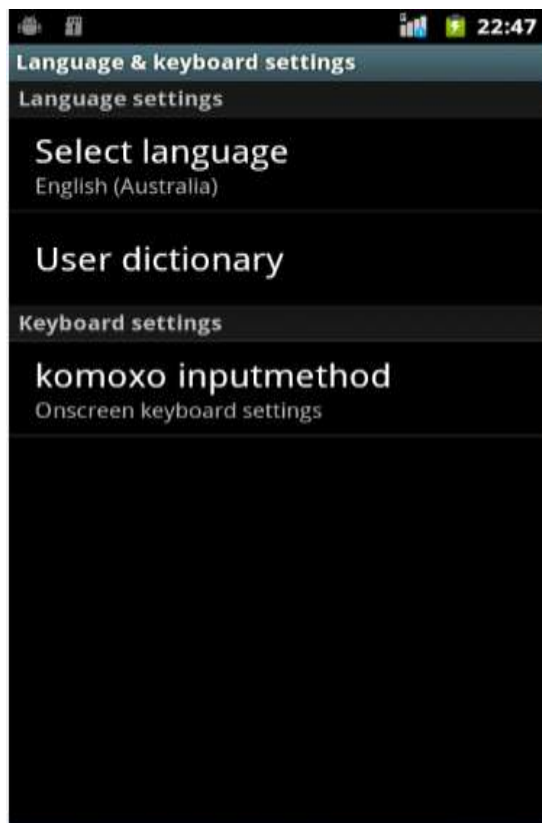 22:47
Language & keyboard settings
Language settings
Select language
English (Australia)
User dictionary
Keyboard settings
komoxo inputmethod
Onscreen keyboard settings